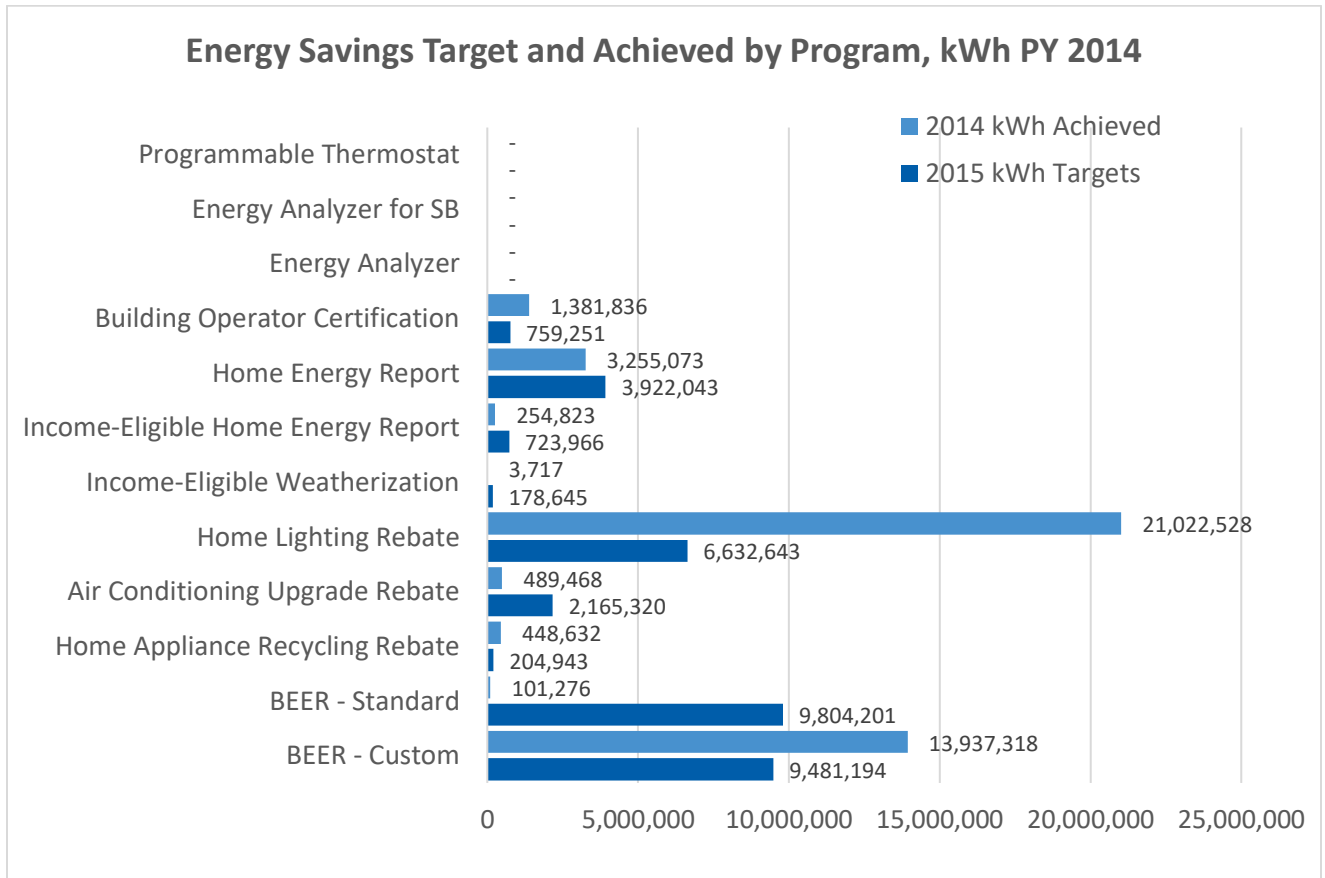 Energy Savings Target and Achieved by Program, kWh PY 2014
2014 kWh Achieved
2015 kWh Targets
Programmable Thermostat
-
-
Energy Analyzer for SB
-
-
Energy Analyzer
-
-
Building Operator Certification
1,381,836
759,251
Home Energy Report
3,255,073
3,922,043
Income-Eligible Home Energy Report
254,823
723,966
Income-Eligible Weatherization
3,717
178,645
Home Lighting Rebate
21,022,528
6,632,643
Air Conditioning Upgrade Rebate
489,468
2,165,320
Home Appliance Recycling Rebate
448,632
204,943
BEER - Standard
101,276
9,804,201
BEER - Custom
13,937,318
9,481,194
0 5,000,000 10,000,000 15,000,000 20,000,000 25,000,000